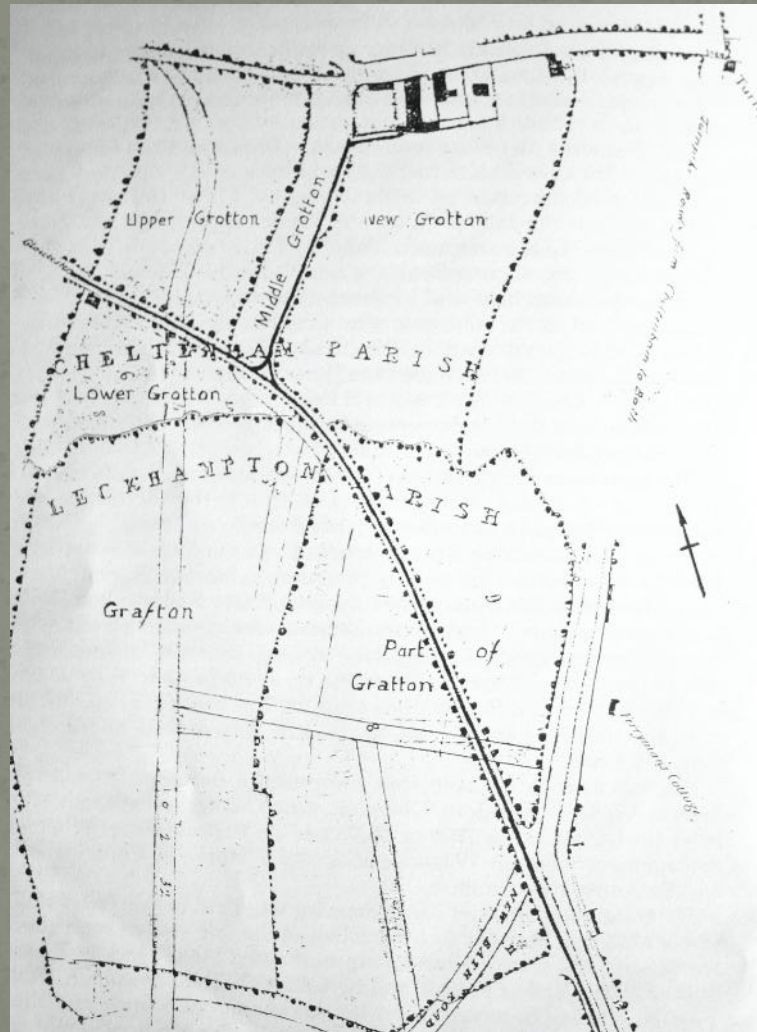 Upper Grotton
Middle Grotton
New Grotton
Turnpike Road from Cheltenham to Bath
CHELTENHAM PARISH
Lower Grotton
LECKHAMPTON PARISH
Grafton
Part of
Gratton
NEW BATH ROAD